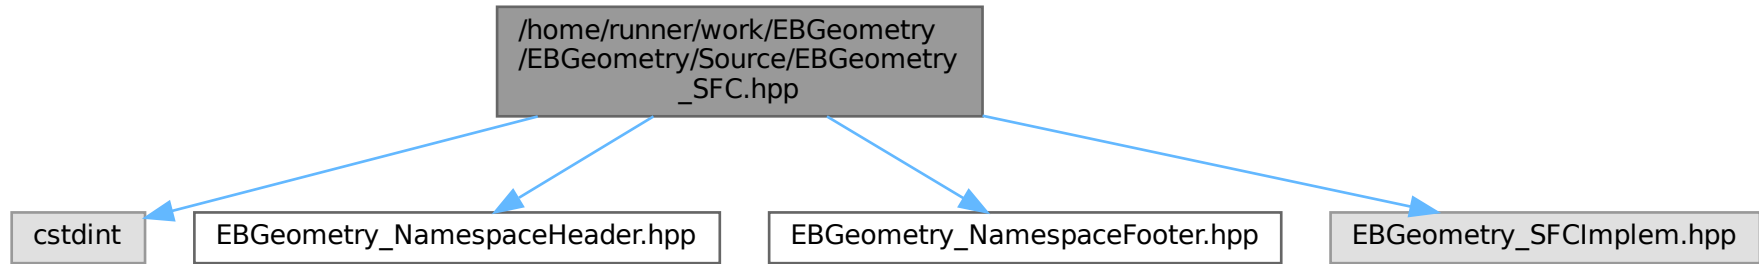 /home/runner/work/EBGeometry
/EBGeometry/Source/EBGeometry
_SFC.hpp
cstdint
EBGeometry_NamespaceHeader.hpp
EBGeometry_NamespaceFooter.hpp
EBGeometry_SFCImplem.hpp